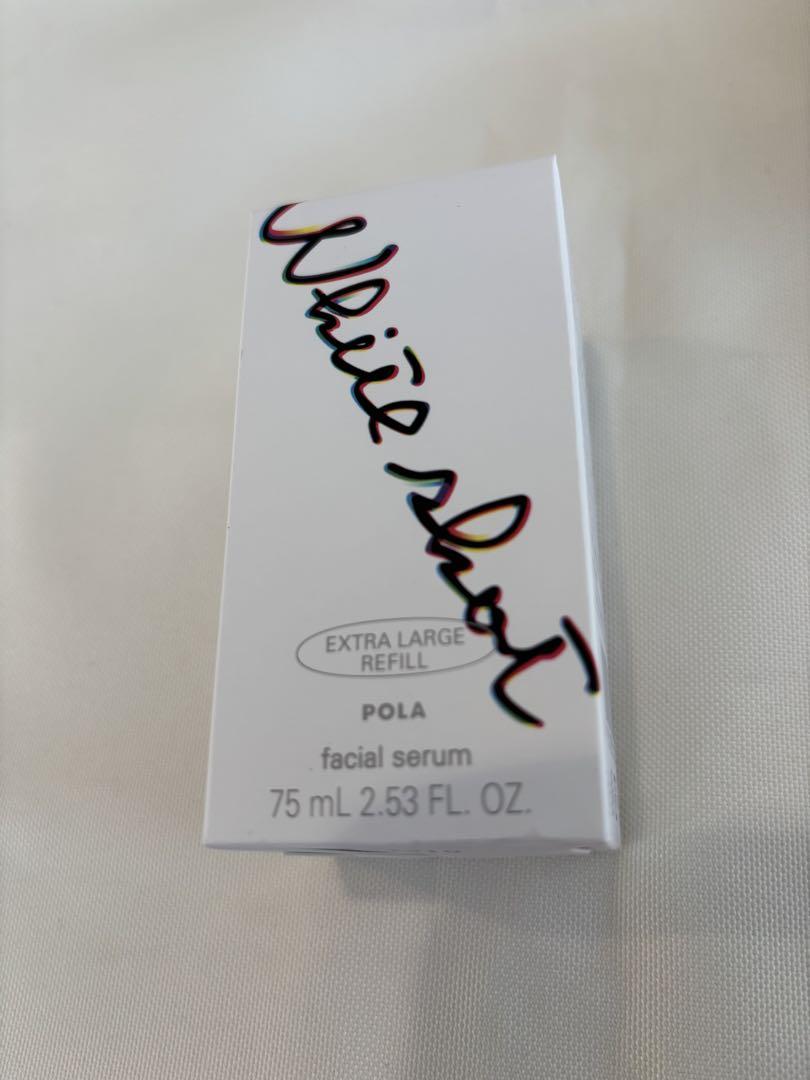 White shot
EXTRA LARGE
REFILL
POLA
facial serum
75 mL 2.53 FL. OZ.